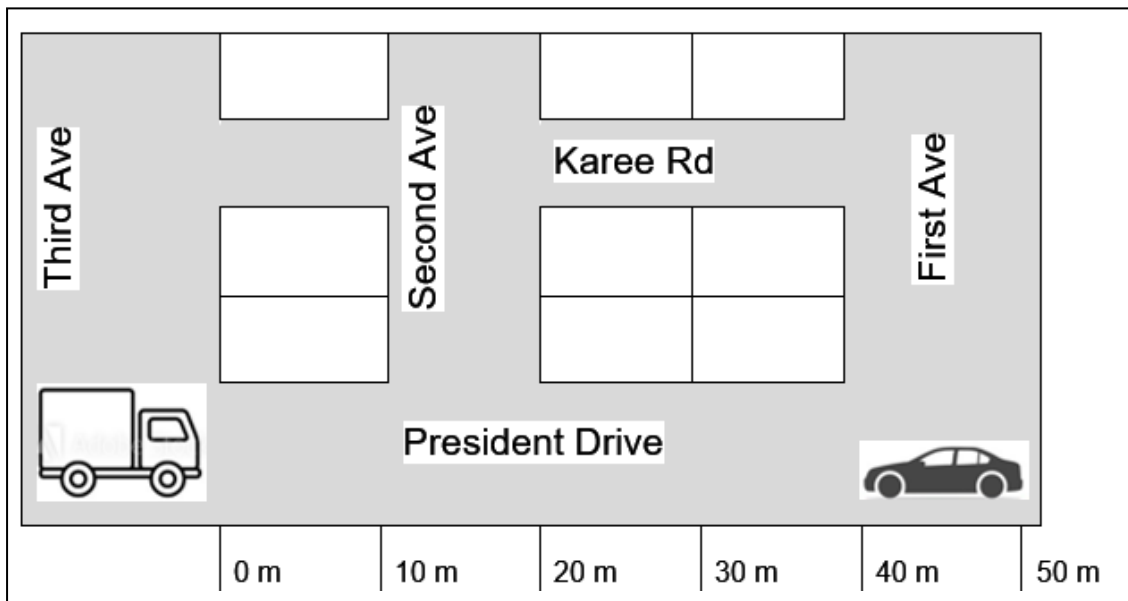 Third Ave
Second Ave
Karee Rd
First Ave
President Drive
0 m
10 m
20 m
30 m
40 m
50 m